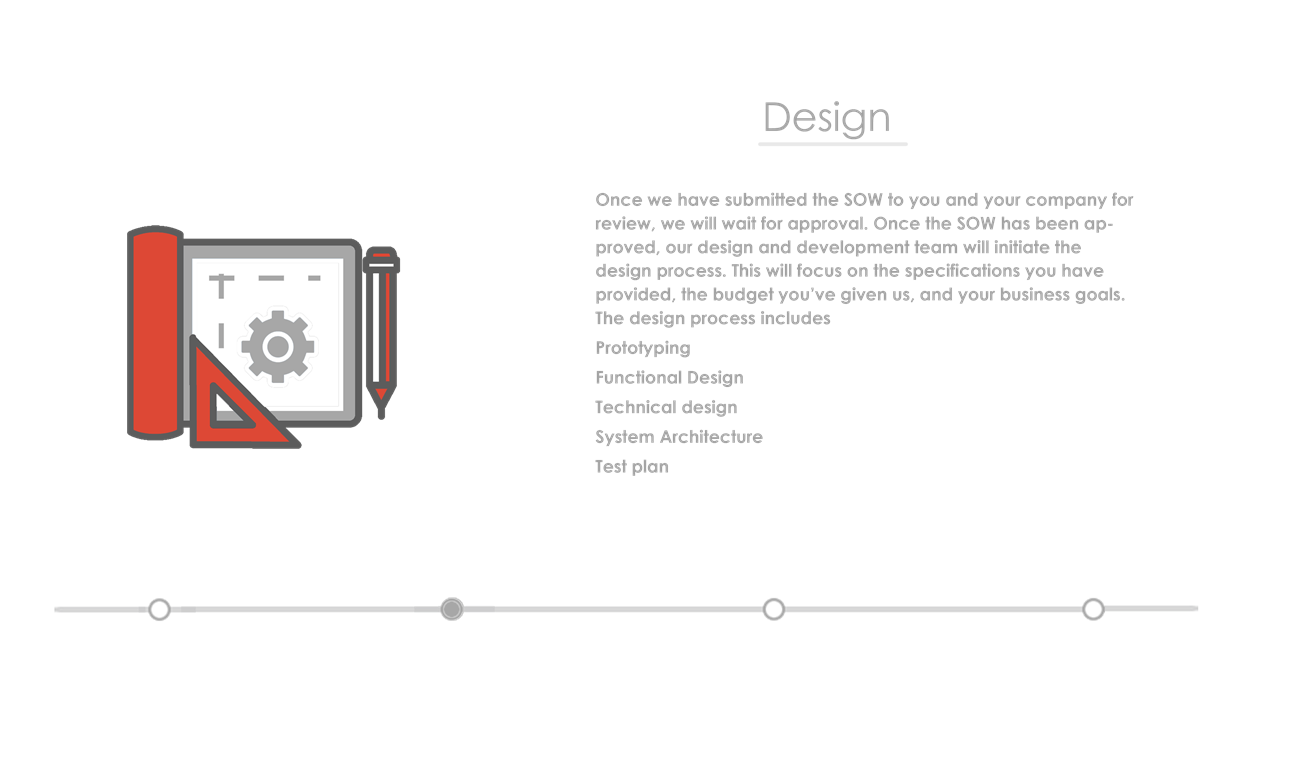 Design
Once we have submitted the SOW to you and your company for
review, we will wait for approval. Once the SOW has been ap-
proved, our design and development team will initiate the
design process. This will focus on the specifications you have
provided, the budget you've given us, and your business goals.
The design process includes
Prototyping
Functional Design
Technical design
System Architecture
Test plan